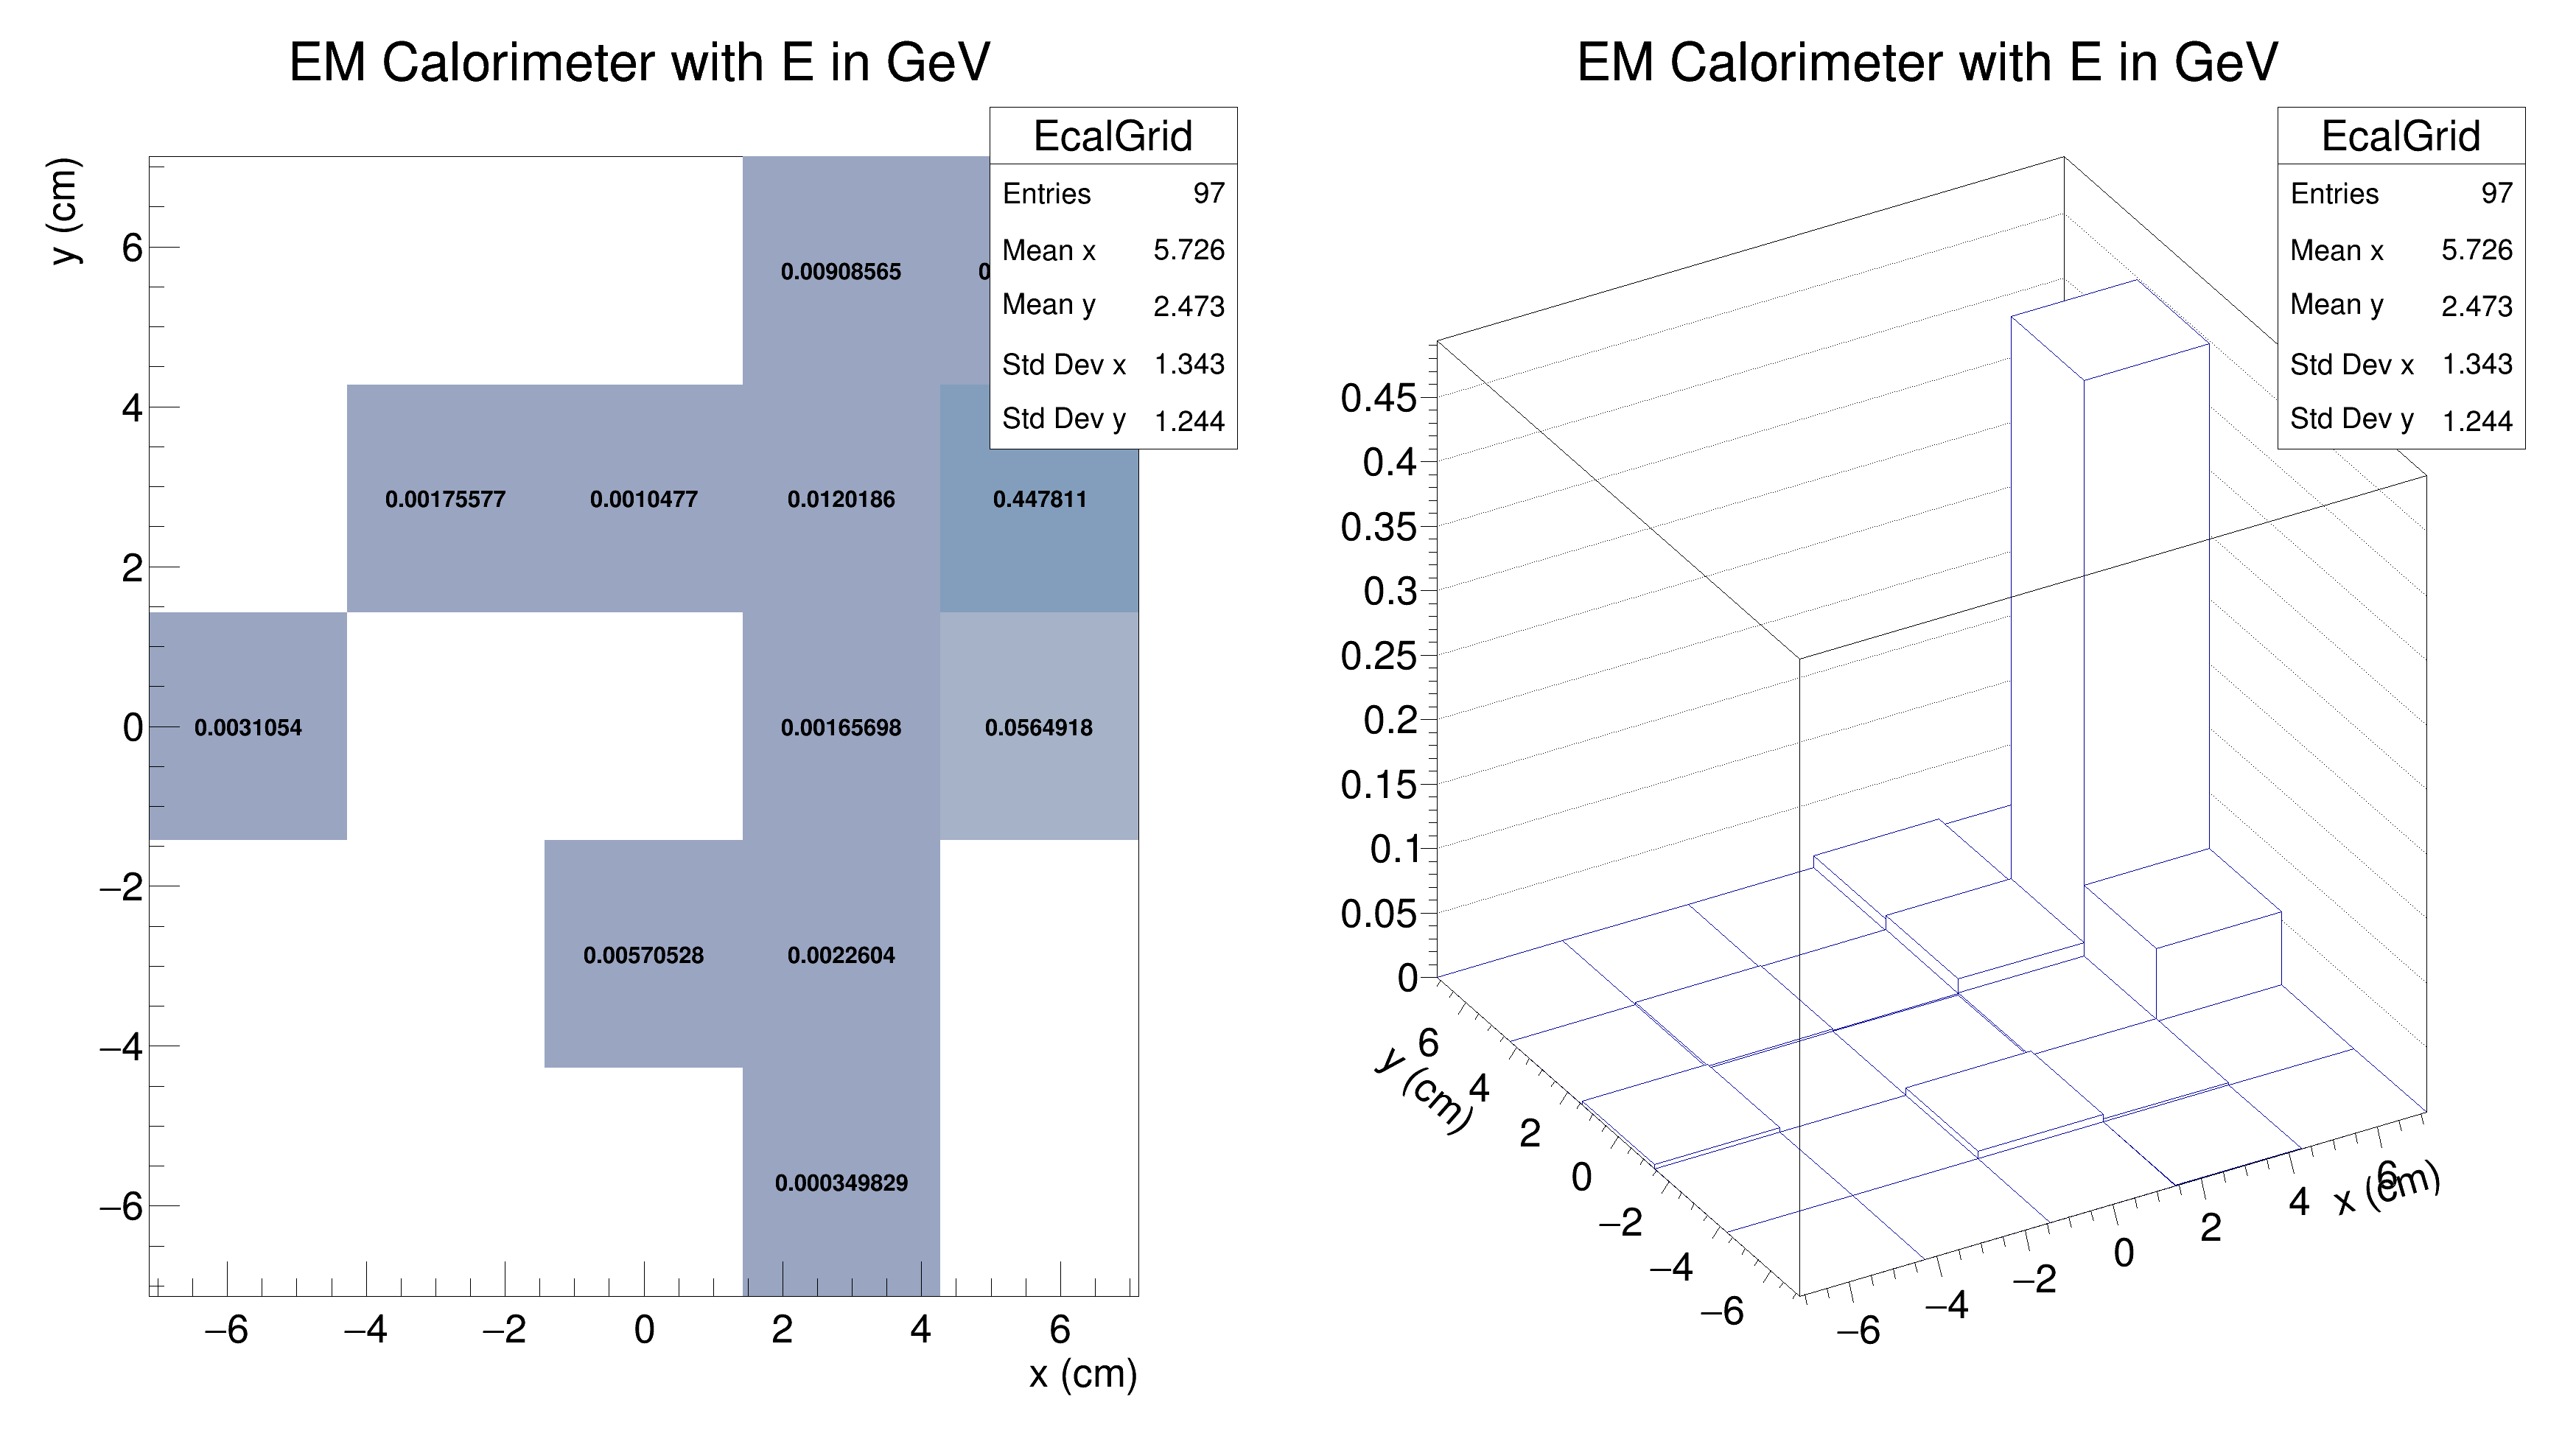 EM Calorimeter with E in GeV
EcalGrid
Entries 97
Mean x 5.726
Mean y 2.473
Std Dev x 1.343
Std Dev y 1.244
y (cm)
6
4
2
0
−2
−4
−6
0.00908565
0.00175577 0.0010477 0.0120186 0.447811
0.0031054 0.00165698 0.0564918
0.00570528 0.0022604
0.000349829
−6 −4 −2 0 2 4 6
x (cm)
EM Calorimeter with E in GeV
EcalGrid
Entries 97
Mean x 5.726
Mean y 2.473
Std Dev x 1.343
Std Dev y 1.244
0.45
0.4
0.35
0.3
0.25
0.2
0.15
0.1
0.05
0
6
4
2
0
−2
−4
−6
y (cm)
−6
−4
−2
0
2
4
6
x (cm)